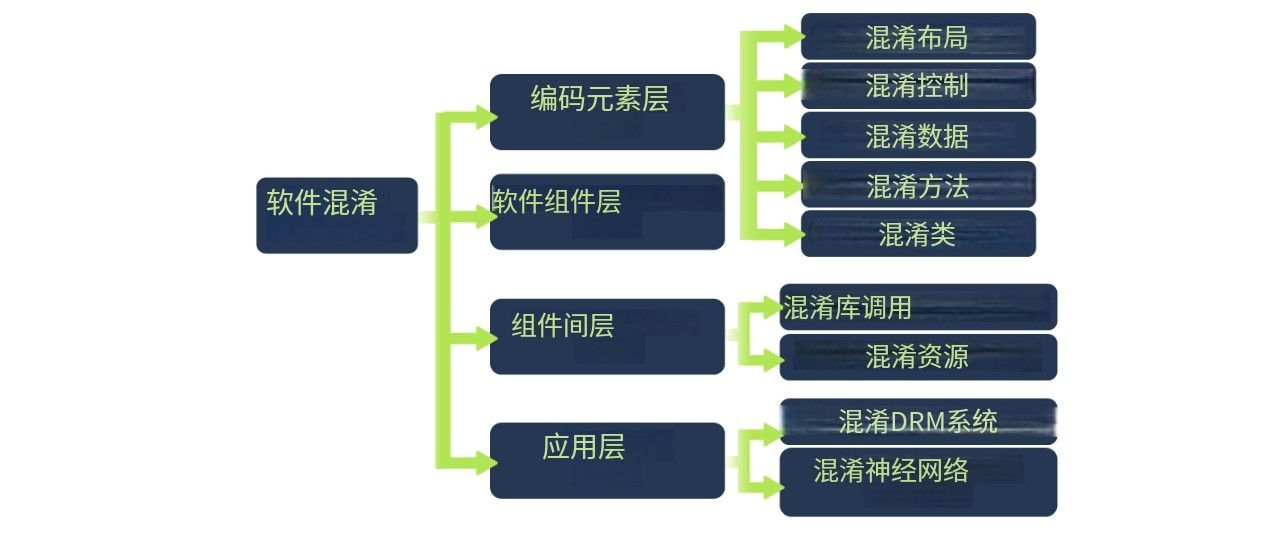 软件混淆
编码元素层
混淆布局
混淆控制
混淆数据
混淆方法
混淆类
软件组件层
组件间层
混淆库调用
混淆资源
应用层
混淆DRM系统
混淆神经网络